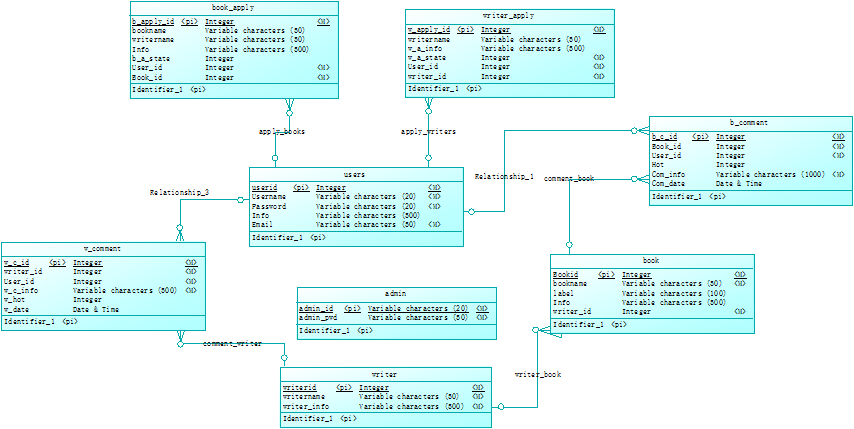 book_apply
b_apply_id <pi> Integer <M>
bookname Variable characters (50)
writername Variable characters (50)
Info Variable characters (500)
b_a_state Integer
User_id Integer <M>
Book_id Integer <M>
Identifier_1 <pi>
writer_apply
w_apply_id <pi> Integer <M>
writername Variable characters (50)
w_a_info Variable characters (500)
w_a_state Integer <M>
User_id Integer <M>
writer_id Integer <M>
Identifier_1 <pi>
apply_books
apply_writers
b_comment
b_c_id <pi> Integer <M>
Book_id Integer <M>
User_id Integer <M>
Hot Integer
Com_info Variable characters (1000) <M>
Com_date Date & Time
Identifier_1 <pi>
users
userid <pi> Integer <M>
Username Variable characters (20) <M>
Password Variable characters (20) <M>
Info Variable characters (500)
Email Variable characters (50) <M>
Identifier_1 <pi>
Relationship_1
comment_book
Relationship_3
w_comment
w_c_id <pi> Integer <M>
writer_id Integer <M>
User_id Integer <M>
w_c_info Variable characters (500) <M>
w_hot Integer
w_date Date & Time
Identifier_1 <pi>
book
Bookid <pi> Integer <M>
bookname Variable characters (50) <M>
label Variable characters (100)
Info Variable characters (500)
writer_id Integer <M>
Identifier_1 <pi>
admin
admin_id <pi> Variable characters (20) <M>
admin_pwd Variable characters (50) <M>
Identifier_1 <pi>
comment_writer
writer_book
writer
writerid <pi> Integer <M>
writername Variable characters (50) <M>
writer_info Variable characters (500) <M>
Identifier_1 <pi>